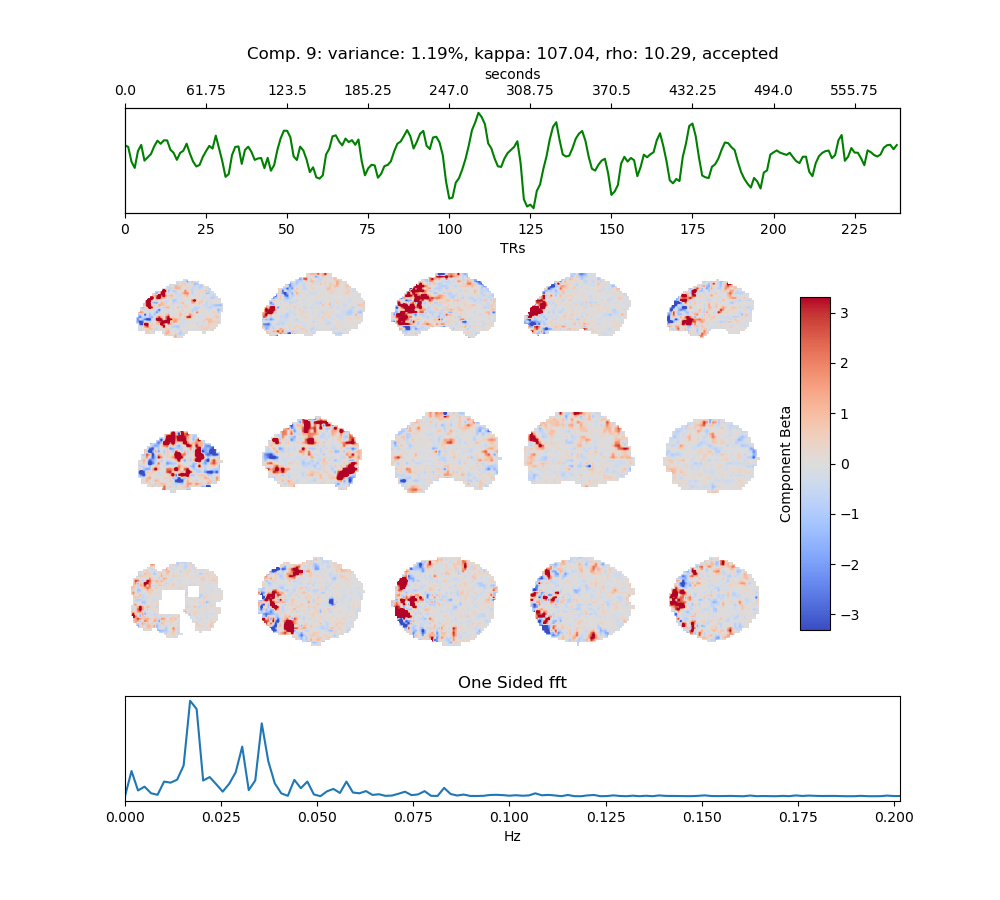 Comp. 9: variance: 1.19%, kappa: 107.04, rho: 10.29, accepted
seconds
0.0 61.75 123.5 185.25 247.0 308.75 370.5 432.25 494.0 555.75
0 25 50 75 100 125 150 175 200 225
TRs
3
2
1
0
−1
−2
−3
Component Beta
One Sided fft
0.000 0.025 0.050 0.075 0.100 0.125 0.150 0.175 0.200
Hz